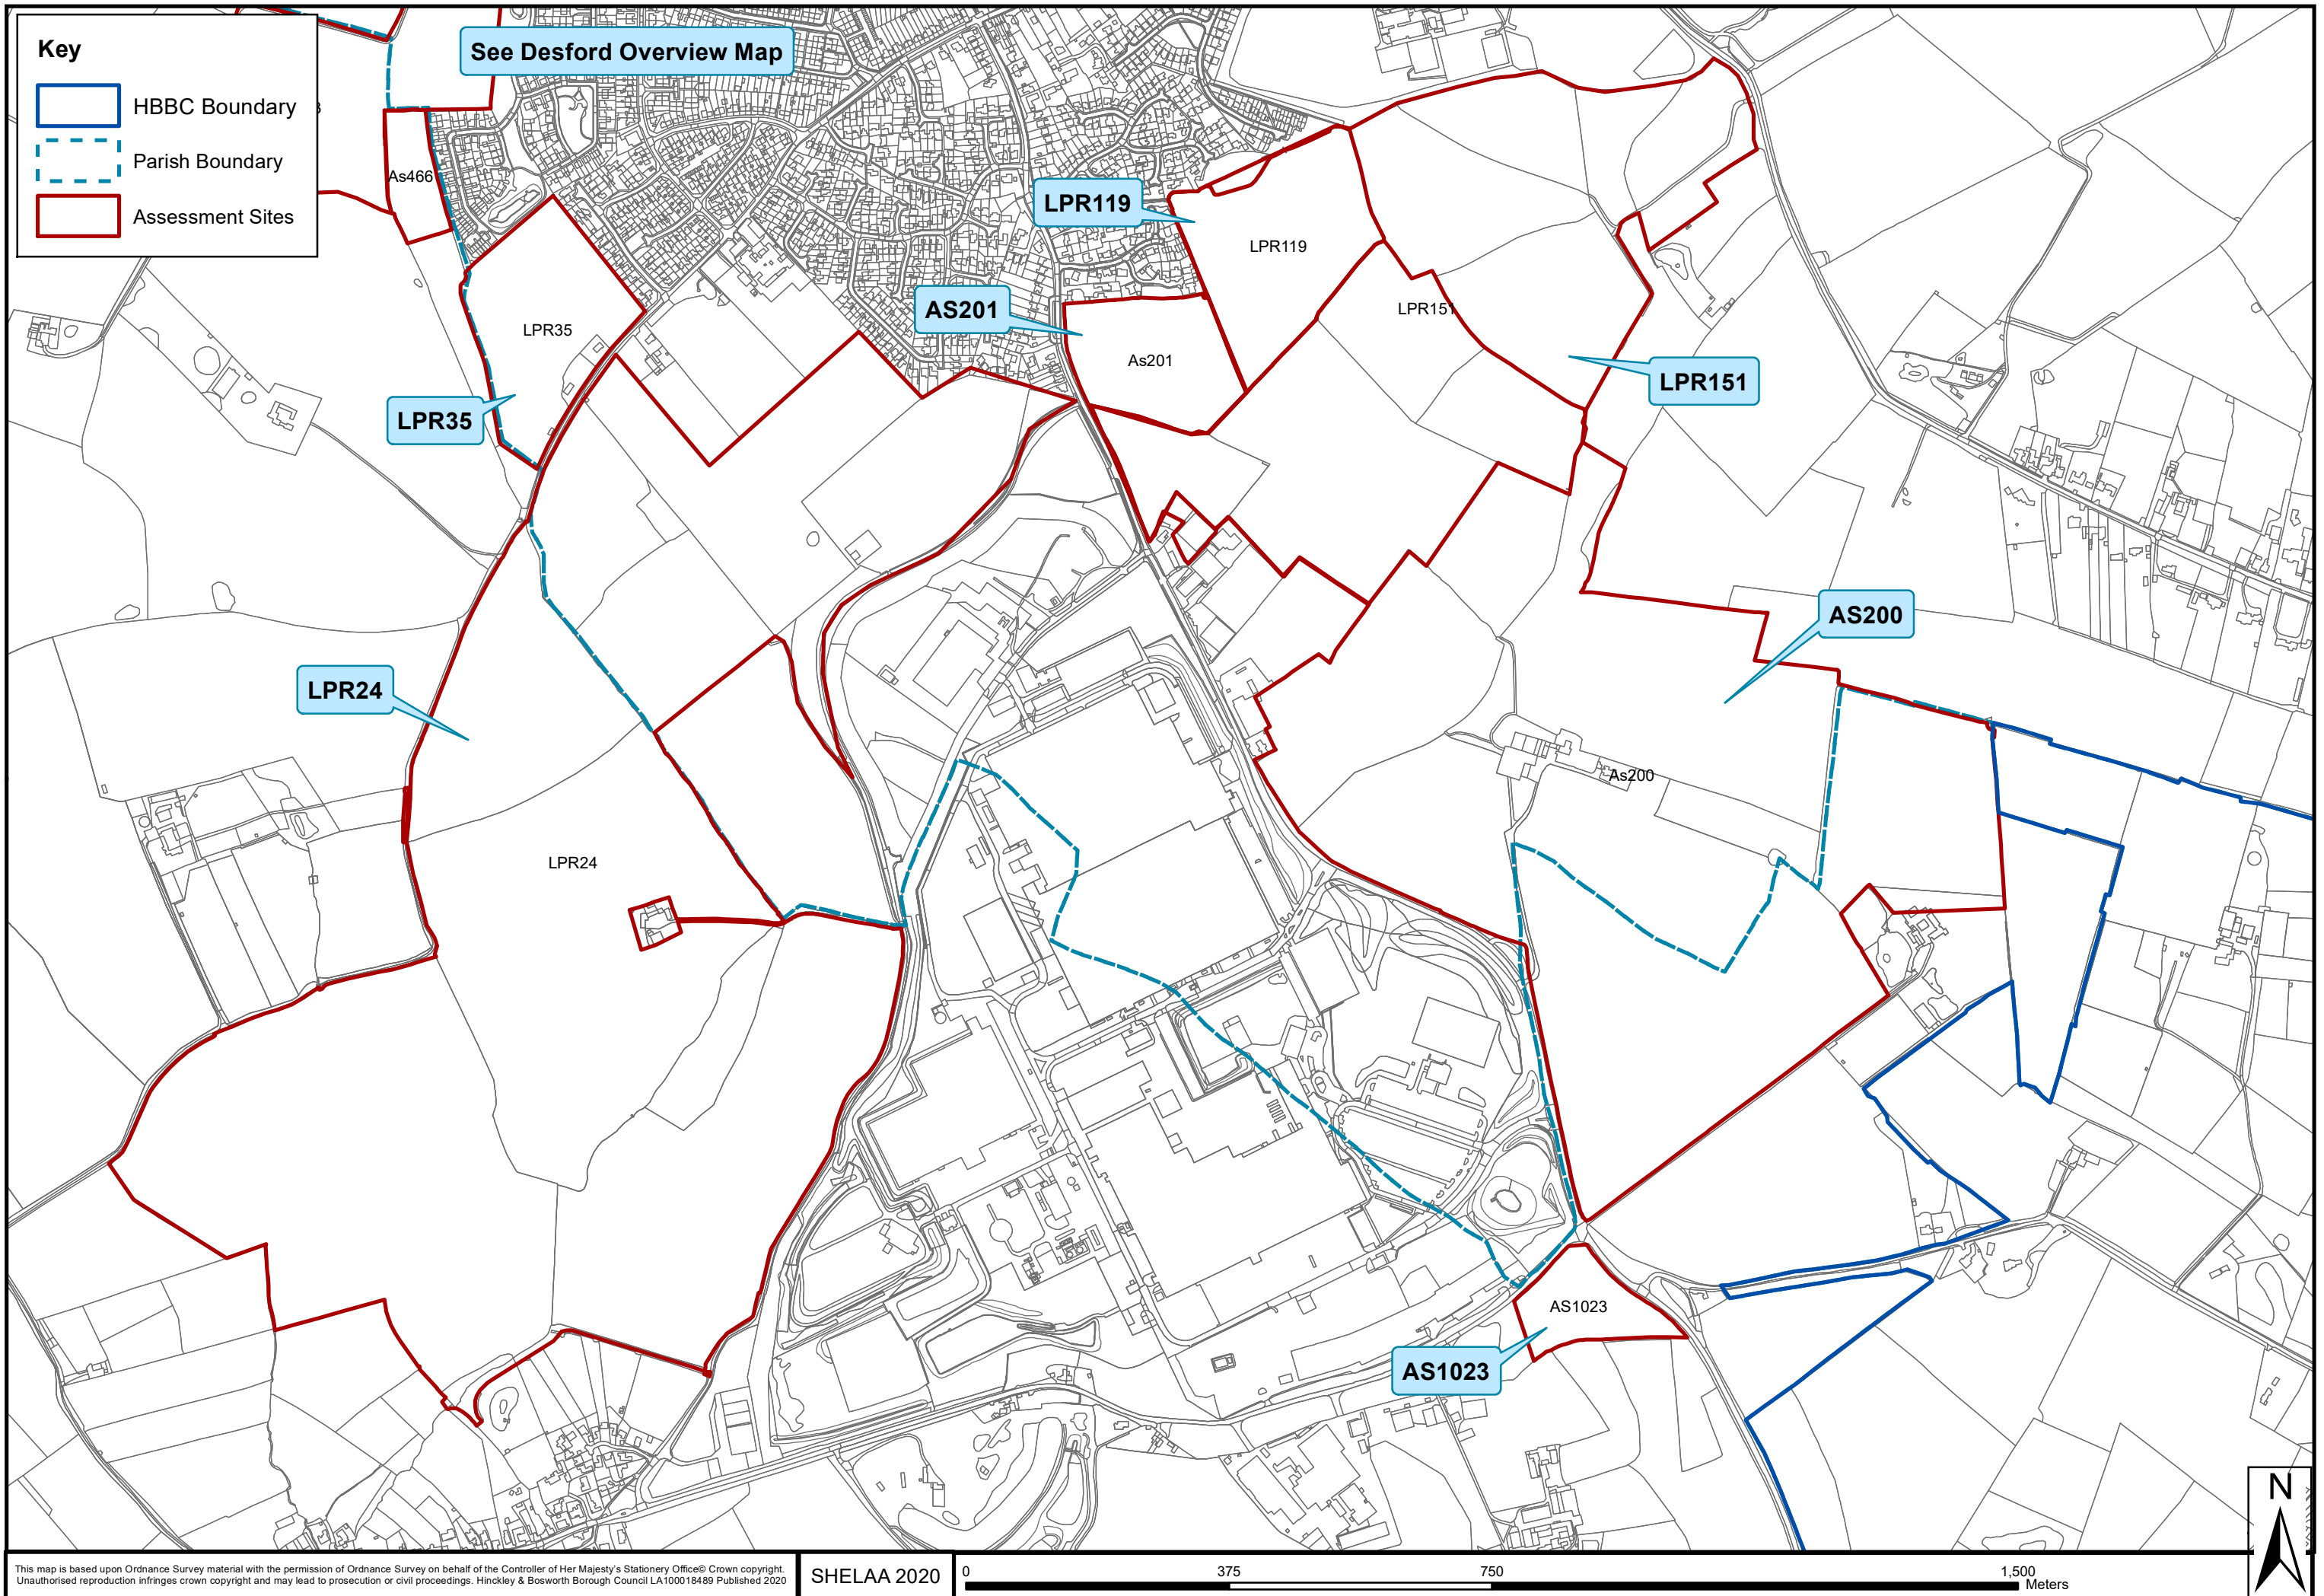 Key
HBBC Boundary
Parish Boundary
Assessment Sites
See Desford Overview Map
As466
LPR119
LPR119
LPR35
AS201
LPR151
As201
LPR151
LPR35
AS200
LPR24
As200
LPR24
AS1023
AS1023
N
This map is based upon Ordnance Survey material with the permission of Ordnance Survey on behalf of the Controller of Her Majesty's Stationery Office© Crown copyright.
Unauthorised reproduction infringes crown copyright and may lead to prosecution or civil proceedings. Hinckley & Bosworth Borough Council LA100018489 Published 2020
SHELAA 2020
0 375 750 1,500
Meters